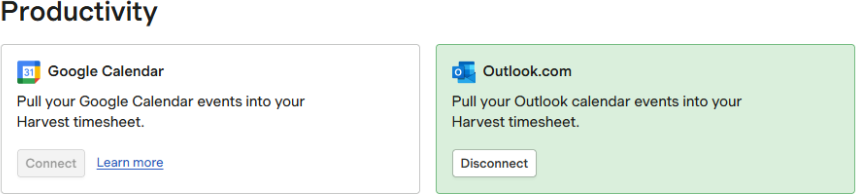 Productivity
31
Google Calendar
Pull your Google Calendar events into your
Harvest timesheet.
Connect
Learn more
Outlook.com
Pull your Outlook calendar events into your
Harvest timesheet.
Disconnect